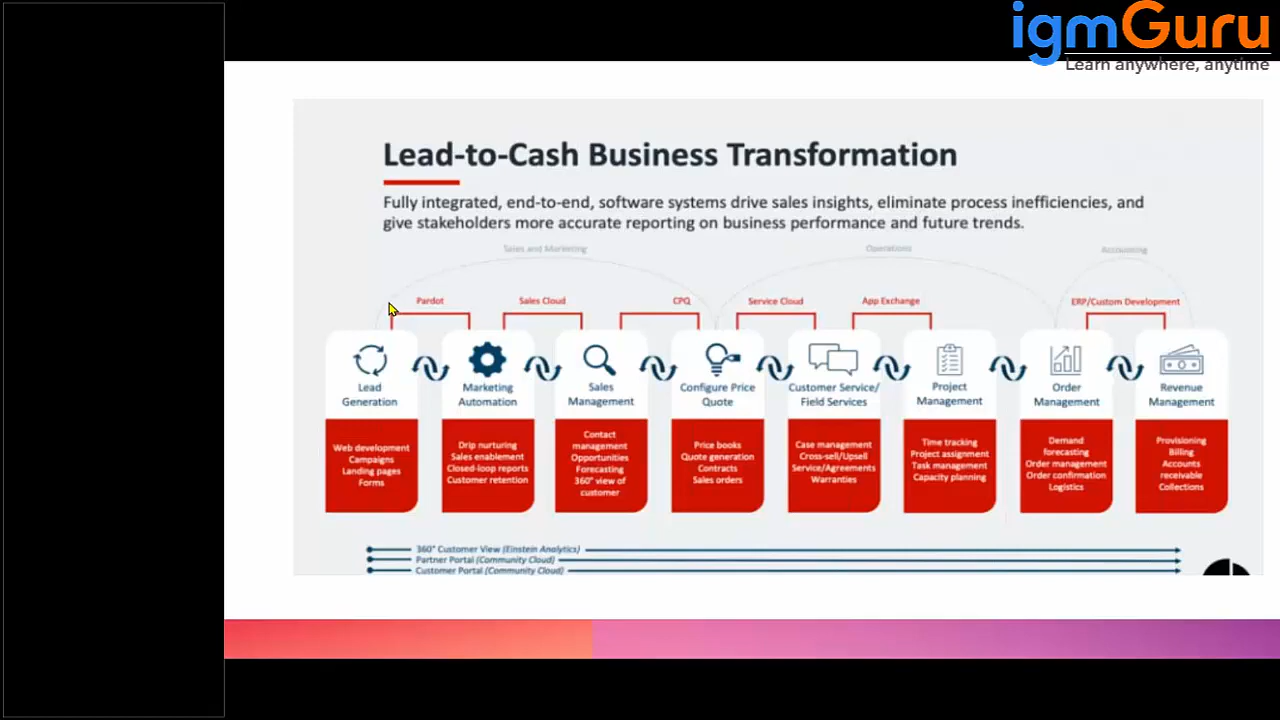 igmGuru
Learn anywhere, anytime
Lead-to-Cash Business Transformation
Fully integrated, end-to-end, software systems drive sales insights, eliminate process inefficiencies, and
give stakeholders more accurate reporting on business performance and future trends.
Sales and Marketing
Operations
Accounting
Pardot
Sales Cloud
CPQ
Service Cloud
App Exchange
ERP/Custom Development
Lead
Generation
Web development
Campaigns
Landing pages
Forms
Marketing
Automation
Drip nurturing
Sales enablement
Closed-loop reports
Customer retention
Sales
Management
Contact
management
Opportunities
Forecasting
360° view of
customer
Configure Price
Quote
Price books
Quote generation
Contracts
Sales orders
Customer Service/
Field Services
Case management
Cross-sell/Upsell
Service/Agreements
Warranties
Project
Management
Time tracking
Project assignment
Task management
Capacity planning
Order
Management
Demand
forecasting
Order management
Order confirmation
Logistics
Revenue
Management
Provisioning
Billing
Accounts
receivable
Collections
360° Customer View (Einstein Analytics)
Partner Portal (Community Cloud)
Customer Portal (Community Cloud)